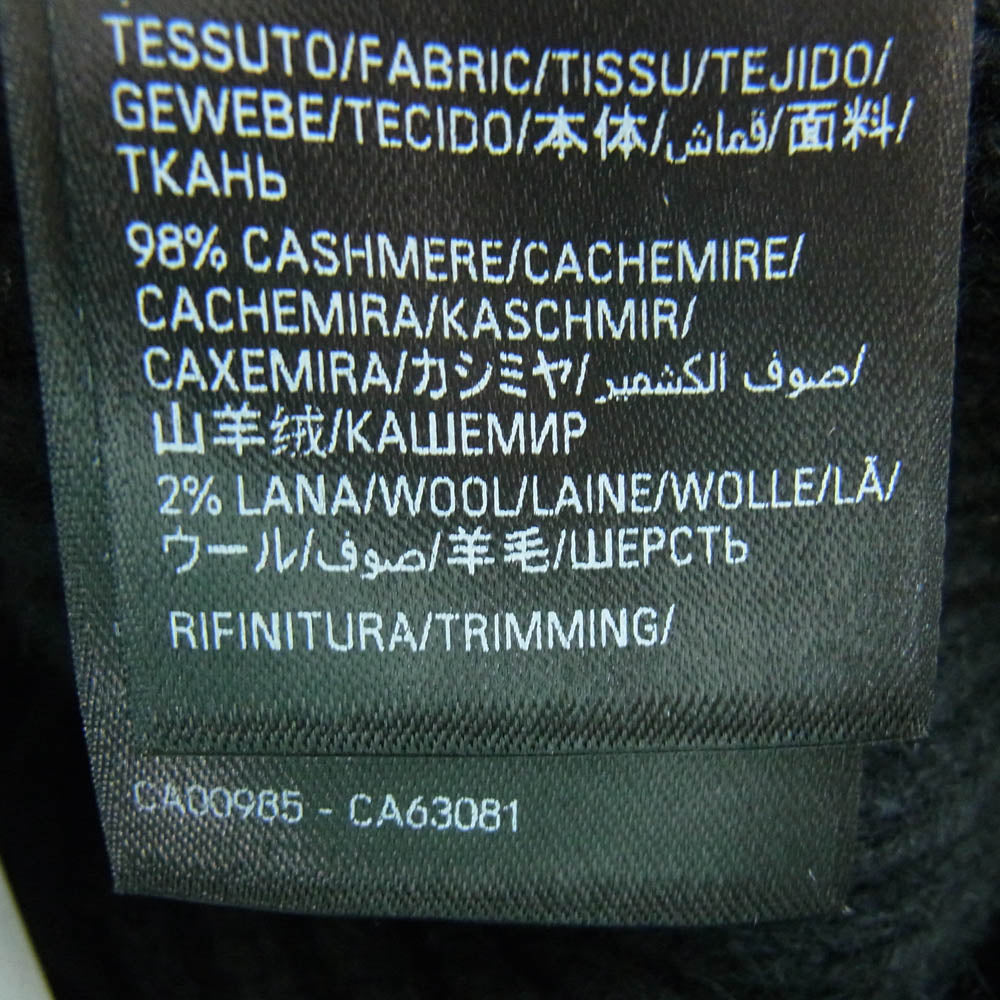 TESSUTO/FABRIC/TISSU/TEJIDO/
GEWEBE/TECIDO/本体/قماش/面料/
ТКАНЬ
98% CASHMERE/CACHEMIRE/
CACHEMIRA/KASCHMIR/
CAXEMIRA/カシミヤ/صوف الكشمير/
山羊绒/КАШЕМИР
2% LANA/WOOL/LAINE/WOLLE/LÃ/
ウール/صوف/羊毛/ШЕРСТЬ
RIFINITURA/TRIMMING/
CA00985 - CA63081